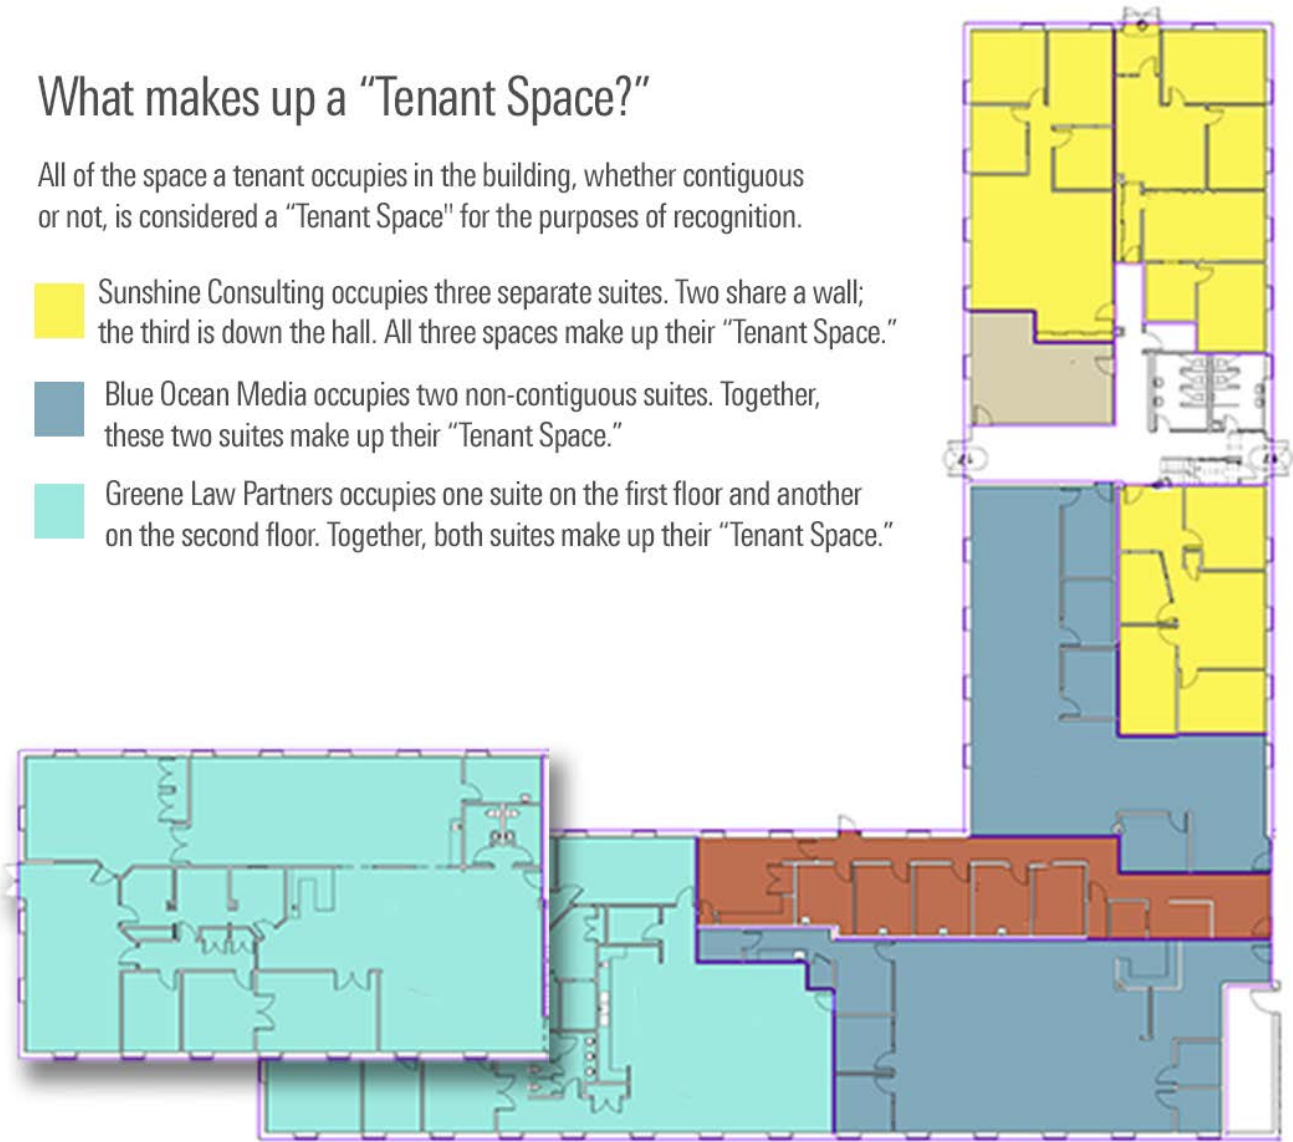 What makes up a “Tenant Space?”
All of the space a tenant occupies in the building, whether contiguous
or not, is considered a “Tenant Space" for the purposes of recognition.
Sunshine Consulting occupies three separate suites. Two share a wall;
the third is down the hall. All three spaces make up their “Tenant Space.”
Blue Ocean Media occupies two non-contiguous suites. Together,
these two suites make up their “Tenant Space.”
Greene Law Partners occupies one suite on the first floor and another
on the second floor. Together, both suites make up their “Tenant Space.”